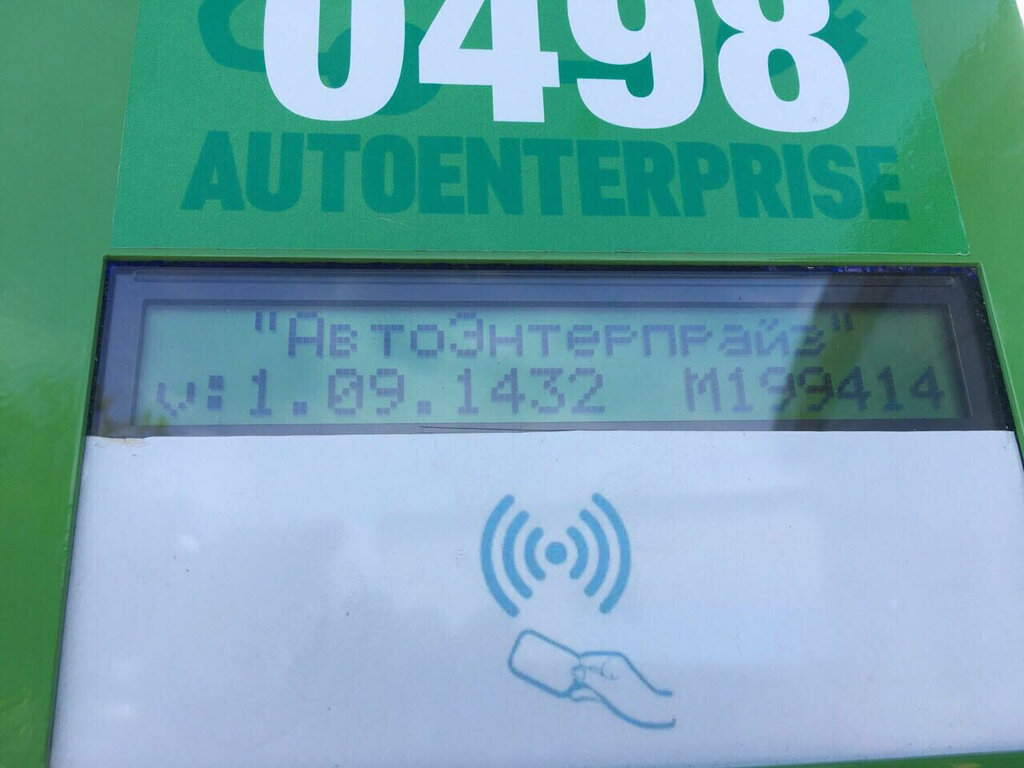 0498
AUTOENTERPRISE
"АвтоЭнтерпрайз"
v:1.09.1432 M199414